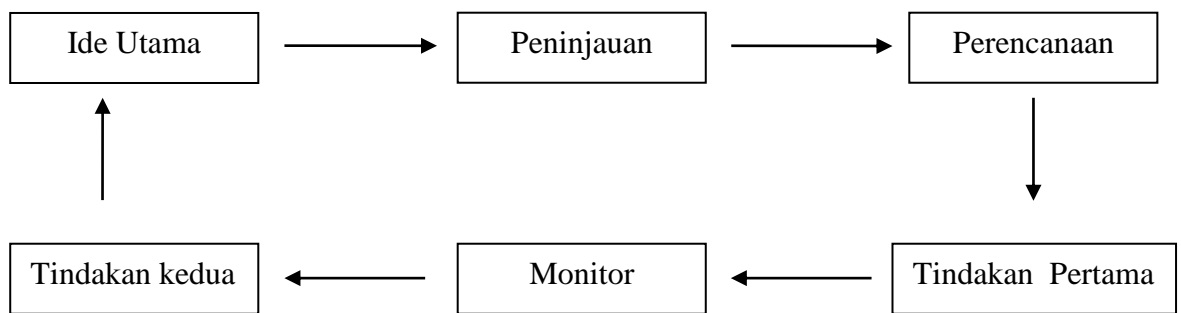 Ide Utama
Peninjauan
Perencanaan
Tindakan kedua
Monitor
Tindakan Pertama